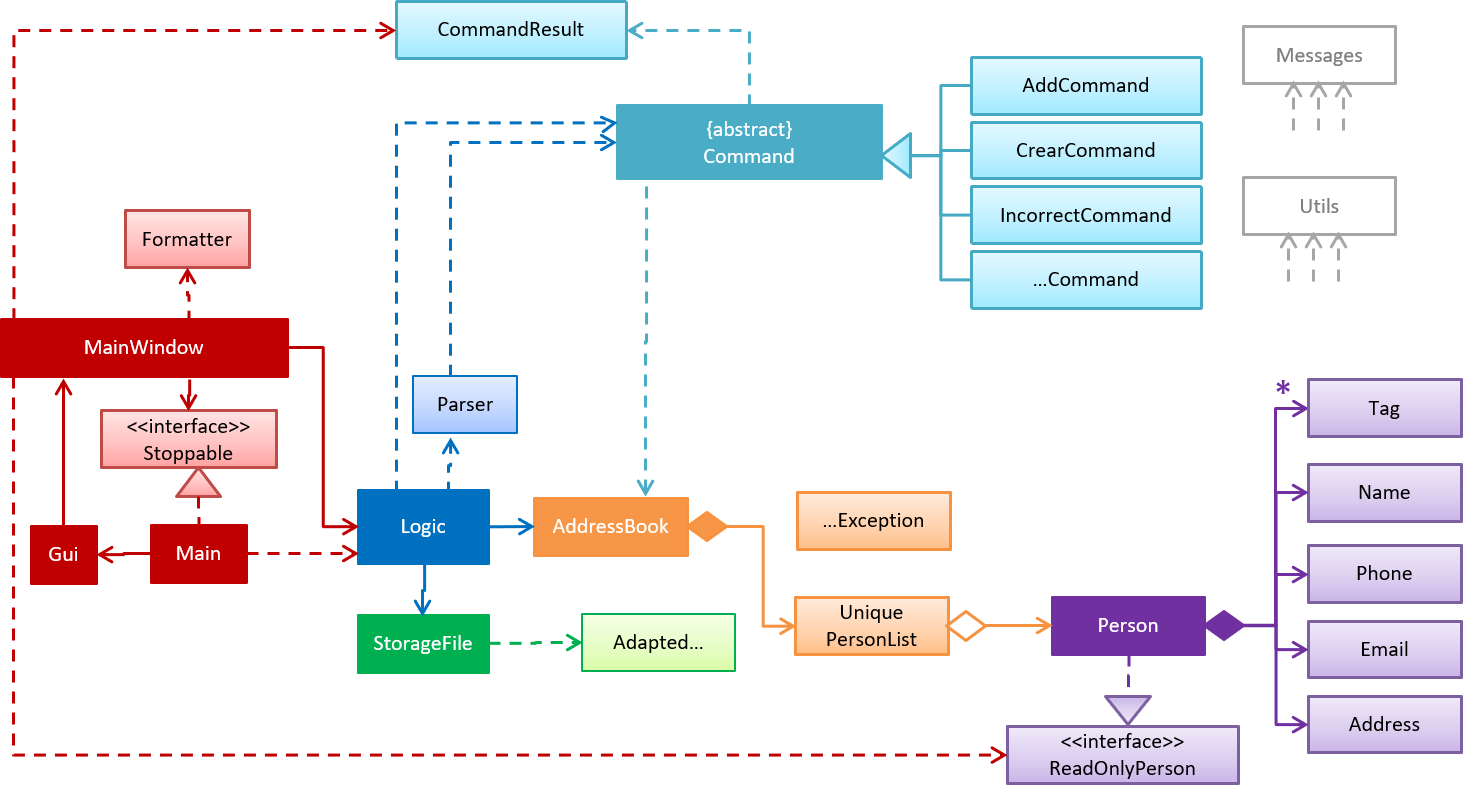 CommandResult
Messages
AddCommand
{abstract}
Command
CrearCommand
Utils
IncorrectCommand
Formatter
...Command
MainWindow
Parser
*
Tag
<<interface>>
Stoppable
Name
Logic
AddressBook
...Exception
Gui
Main
Phone
Unique
PersonList
Person
StorageFile
Adapted...
Email
Address
<<interface>>
ReadOnlyPerson